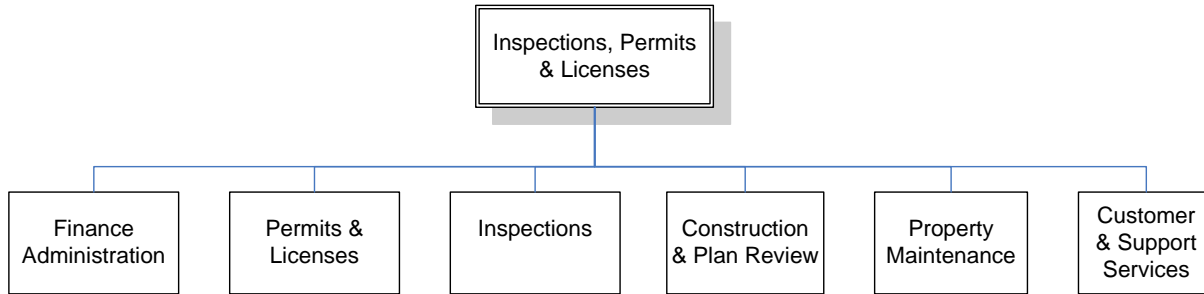 Inspections, Permits
& Licenses
Finance
Administration
Permits &
Licenses
Inspections
Construction
& Plan Review
Property
Maintenance
Customer
& Support
Services